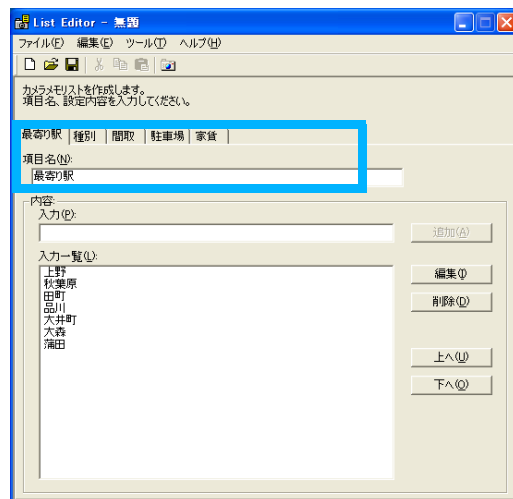 List Editor - 無題
ファイル(F) 編集(E) ツール(T) ヘルプ(H)
カメラメモリストを作成します。
項目名、設定内容を入力してください。
最寄り駅 種別 間取 駐車場 家賃
項目名(N):
最寄り駅
内容:
入力(P):
追加(A)
入力一覧(L):
上野
秋葉原
田町
品川
大井町
大森
蒲田
編集(I)
削除(D)
上へ(U)
下へ(O)